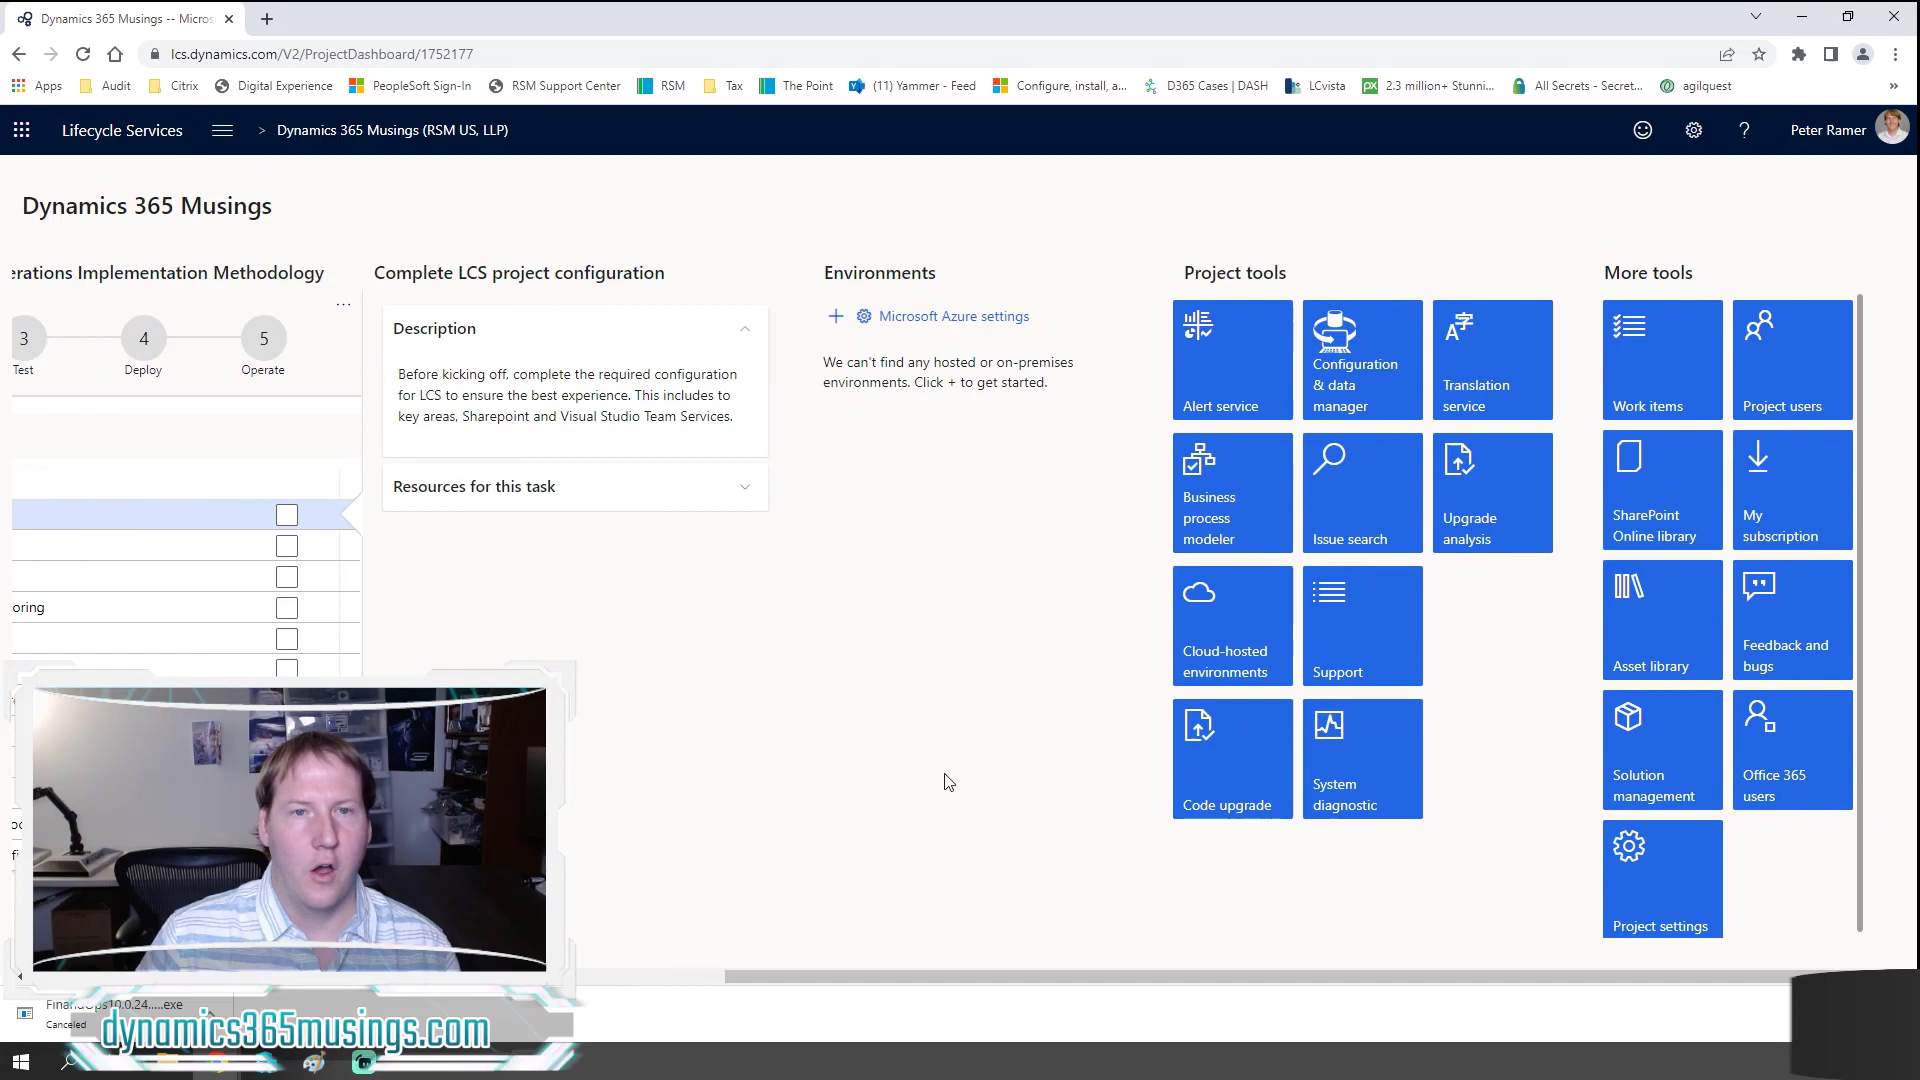 Dynamics 365 Musings -- Micros
lcs.dynamics.com/V2/ProjectDashboard/1752177
Apps
Audit
Citrix
Digital Experience
PeopleSoft Sign-In
RSM Support Center
RSM
Tax
The Point
(11) Yammer - Feed
Configure, install, a...
D365 Cases | DASH
LCvista
2.3 million+ Stunni...
All Secrets - Secret...
agilquest
»
Lifecycle Services
> Dynamics 365 Musings (RSM US, LLP)
?
Peter Ramer
Dynamics 365 Musings
erations Implementation Methodology
...
3
4
5
Test
Deploy
Operate
oring
Complete LCS project configuration
Description
Before kicking off, complete the required configuration
for LCS to ensure the best experience. This includes to
key areas, Sharepoint and Visual Studio Team Services.
Resources for this task
Environments
Microsoft Azure settings
We can't find any hosted or on-premises
environments. Click + to get started.
Project tools
Alert service
Configuration
& data
manager
Translation
service
Business
process
modeler
Issue search
Upgrade
analysis
Cloud-hosted
environments
Support
Code upgrade
System
diagnostic
More tools
Work items
Project users
SharePoint
Online library
My
subscription
Asset library
Feedback and
bugs
Solution
management
Office 365
users
Project settings
10.0.24.....exe
Canceled
dynamics365musings.com